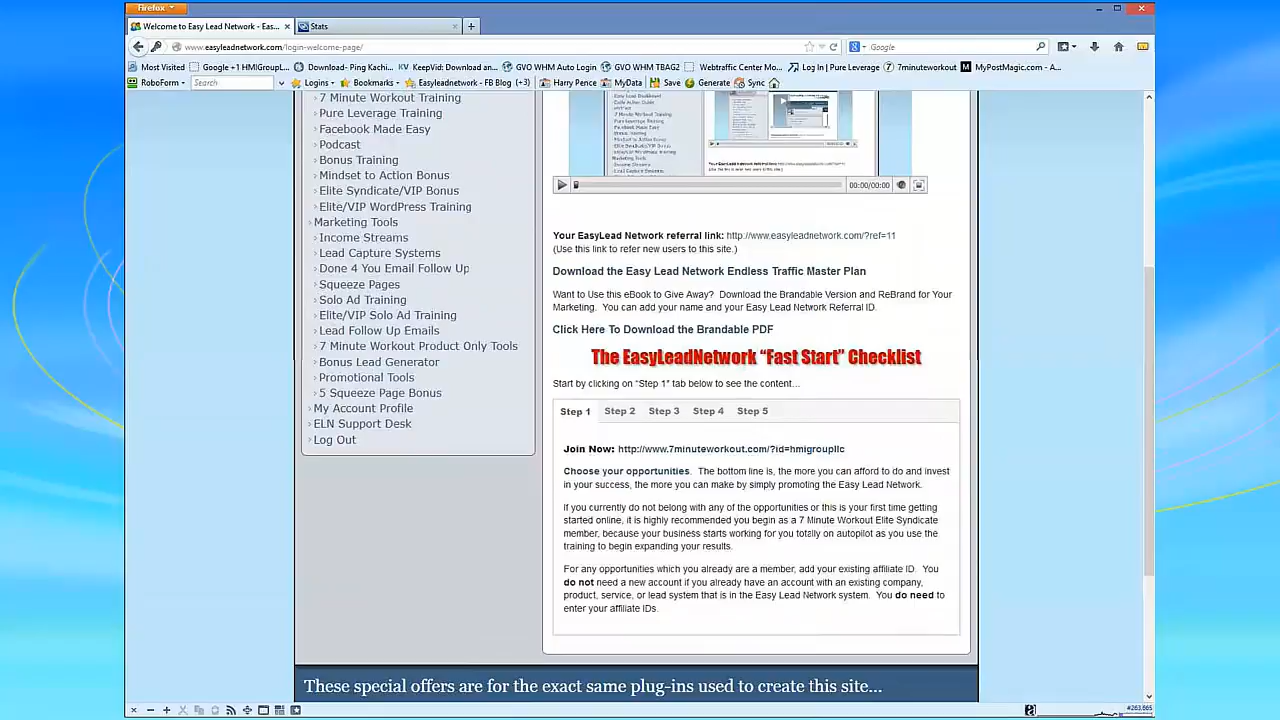 Firefox
Welcome to Easy Lead Network - Eas...
Stats
www.easyleadnetwork.com/login-welcome-page/
Google
Most Visited
Google +1 HMIGroupL...
Download- Ping Kachi...
KeepVid: Download an...
GVO WHM Auto Login
GVO WHM TBAG2
Webtraffic Center Mo...
Log In | Pure Leverage
7minuteworkout
MyPostMagic.com - A...
RoboForm
Search
Logins
Bookmarks
Easyleadnetwork - FB Blog (+3)
Harry Pence
MyData
Save
Generate
Sync
7 Minute Workout Training
Pure Leverage Training
Facebook Made Easy
Podcast
Bonus Training
Mindset to Action Bonus
Elite Syndicate/VIP Bonus
Elite/VIP WordPress Training
Marketing Tools
Income Streams
Lead Capture Systems
Done 4 You Email Follow Up
Squeeze Pages
Solo Ad Training
Elite/VIP Solo Ad Training
Lead Follow Up Emails
7 Minute Workout Product Only Tools
Bonus Lead Generator
Promotional Tools
5 Squeeze Page Bonus
My Account Profile
ELN Support Desk
Log Out
00:00/00:00
Your EasyLead Network referral link: http://www.easyleadnetwork.com/?ref=11
(Use this link to refer new users to this site.)
Download the Easy Lead Network Endless Traffic Master Plan
Want to Use this eBook to Give Away? Download the Brandable Version and ReBrand for Your
Marketing. You can add your name and your Easy Lead Network Referral ID.
Click Here To Download the Brandable PDF
The EasyLeadNetwork “Fast Start” Checklist
Start by clicking on “Step 1” tab below to see the content…
Step 1
Step 2
Step 3
Step 4
Step 5
Join Now: http://www.7minuteworkout.com/?id=hmigroupllc
Choose your opportunities. The bottom line is, the more you can afford to do and invest
in your success, the more you can make by simply promoting the Easy Lead Network.
If you currently do not belong with any of the opportunities or this is your first time getting
started online, it is highly recommended you begin as a 7 Minute Workout Elite Syndicate
member, because your business starts working for you totally on autopilot as you use the
training to begin expanding your results.
For any opportunities which you already are a member, add your existing affiliate ID. You
do not need a new account if you already have an account with an existing company,
product, service, or lead system that is in the Easy Lead Network system. You do need to
enter your affiliate IDs.
These special offers are for the exact same plug-ins used to create this site...
#263,665